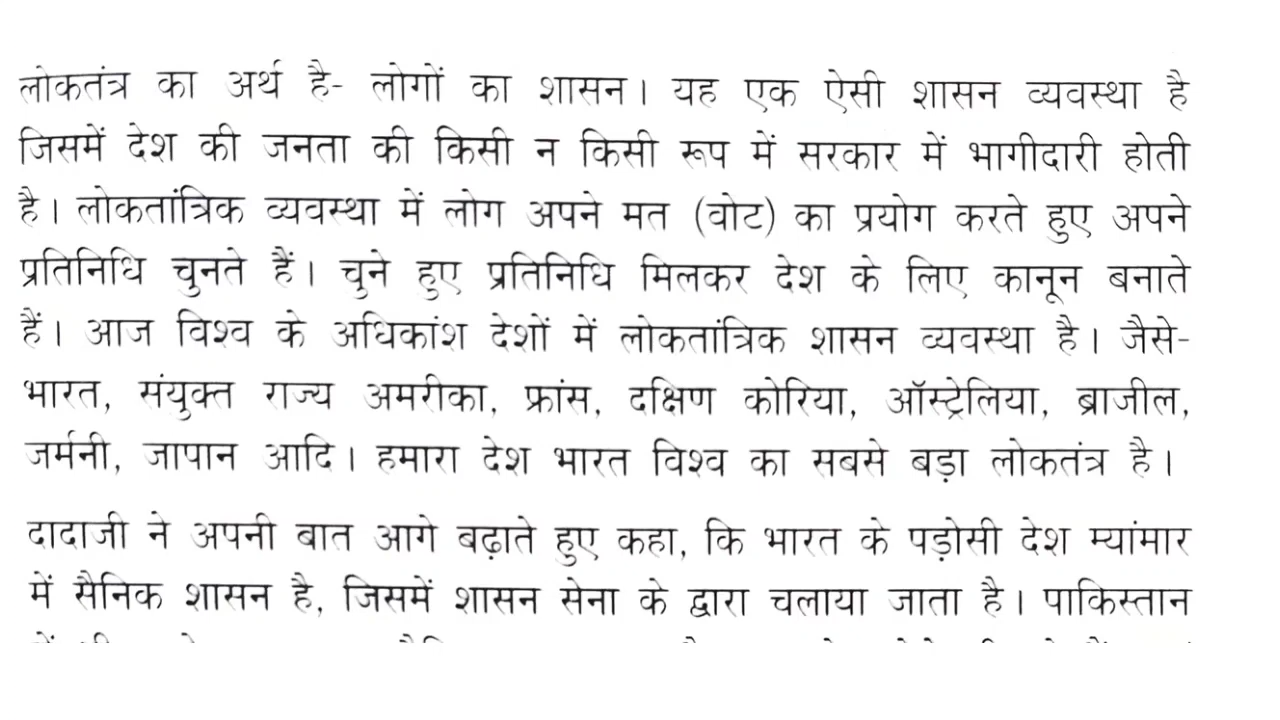 लोकतंत्र का अर्थ है- लोगों का शासन। यह एक ऐसी शासन व्यवस्था है
जिसमें देश की जनता की किसी न किसी रूप में सरकार में भागीदारी होती
है। लोकतांत्रिक व्यवस्था में लोग अपने मत (वोट) का प्रयोग करते हुए अपने
प्रतिनिधि चुनते हैं। चुने हुए प्रतिनिधि मिलकर देश के लिए कानून बनाते
हैं। आज विश्व के अधिकांश देशों में लोकतांत्रिक शासन व्यवस्था है। जैसे-
भारत, संयुक्त राज्य अमरीका, फ्रांस, दक्षिण कोरिया, ऑस्ट्रेलिया, ब्राजील,
जर्मनी, जापान आदि। हमारा देश भारत विश्व का सबसे बड़ा लोकतंत्र है।
दादाजी ने अपनी बात आगे बढ़ाते हुए कहा, कि भारत के पड़ोसी देश म्यांमार
में सैनिक शासन है, जिसमें शासन सेना के द्वारा चलाया जाता है। पाकिस्तान